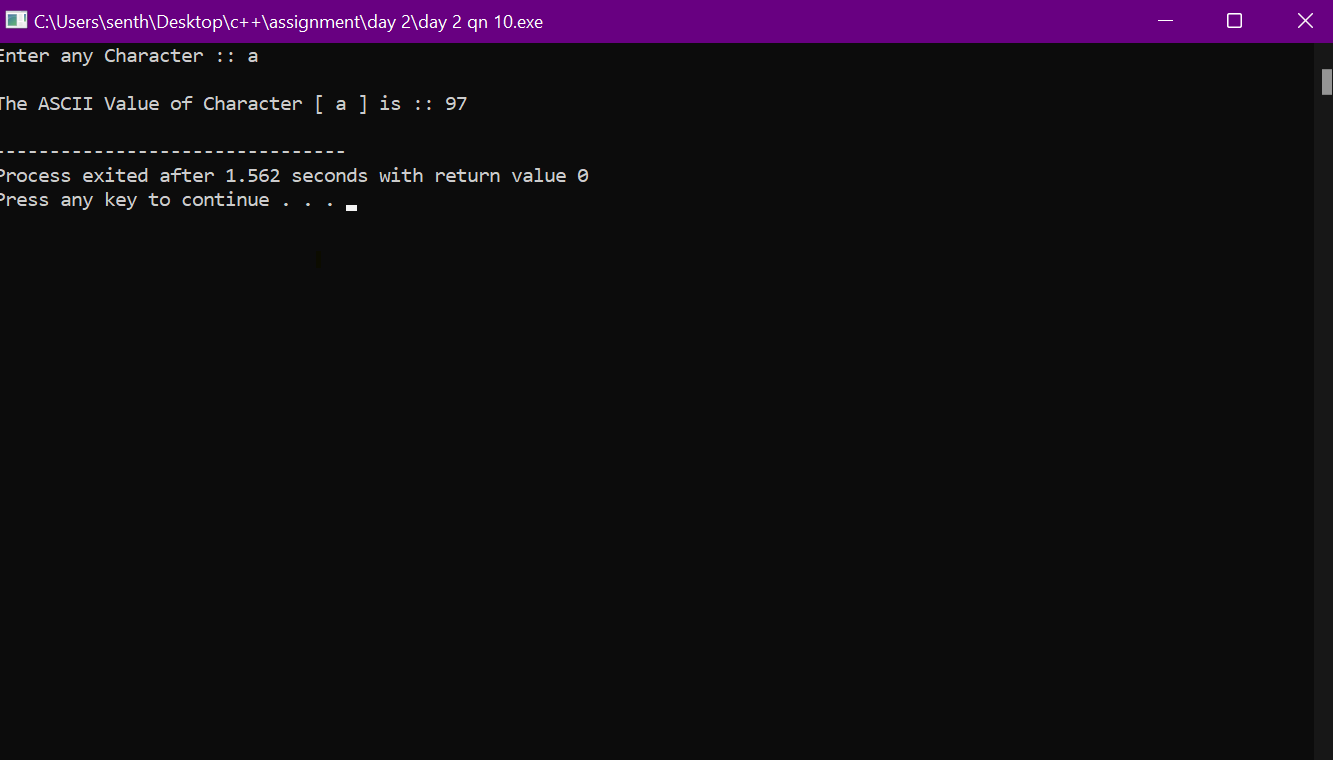 C:\Users\senth\Desktop\c++\assignment\day 2\day 2 qn 10.exe
Enter any Character :: a
The ASCII Value of Character [ a ] is :: 97
--------------------------------
Process exited after 1.562 seconds with return value 0
Press any key to continue . . .